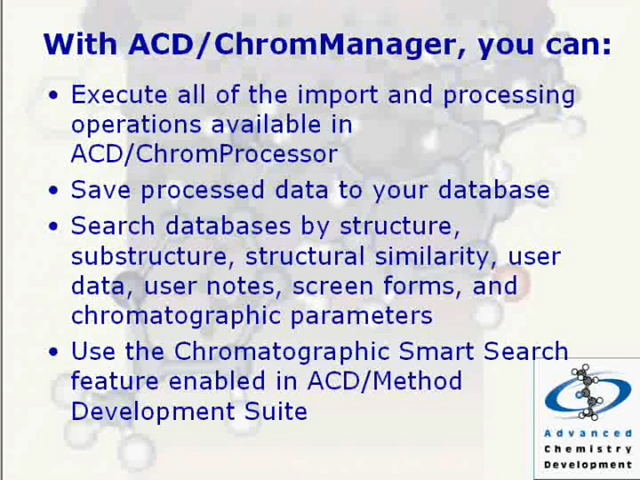 With ACD/ChromManager, you can:
• Execute all of the import and processing
operations available in
ACD/ChromProcessor
• Save processed data to your database
• Search databases by structure,
substructure, structural similarity, user
data, user notes, screen forms, and
chromatographic parameters
• Use the Chromatographic Smart Search
feature enabled in ACD/Method
Development Suite
Advanced
Chemistry
Development